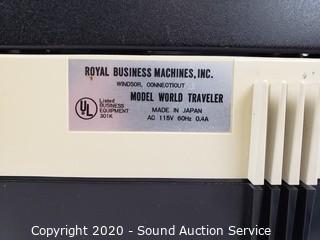 ROYAL BUSINESS MACHINES, INC.
WINDSOR, CONNECTICUT
MODEL WORLD TRAVELER
UL
Listed
BUSINESS
EQUIPMENT
301K
MADE IN JAPAN
AC 115V 60Hz 0.4A
Copyright 2020 - Sound Auction Service